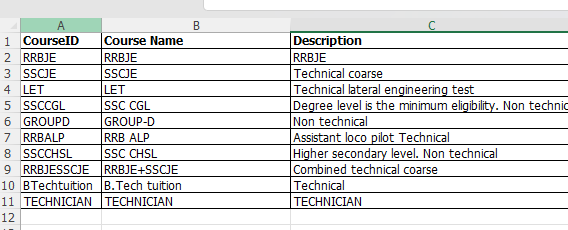 A B C
1 CourseID Course Name Description
2 RRBJE RRBJE RRBJE
3 SSCJE SSCJE Technical coarse
4 LET LET Technical lateral engineering test
5 SSCCGL SSC CGL Degree level is the minimum eligibility. Non
6 GROUPD GROUP-D Non technical
7 RRBALP RRB ALP Assistant loco pilot Technical
8 SSCCHSL SSC CHSL Higher secondary level. Non technical
9 RRBJESSCJE RRBJE+SSCJE Combined technical coarse
10 BTechtuition B.Tech tuition Technical
11 TECHNICIAN TECHNICIAN TECHNICIAN
12